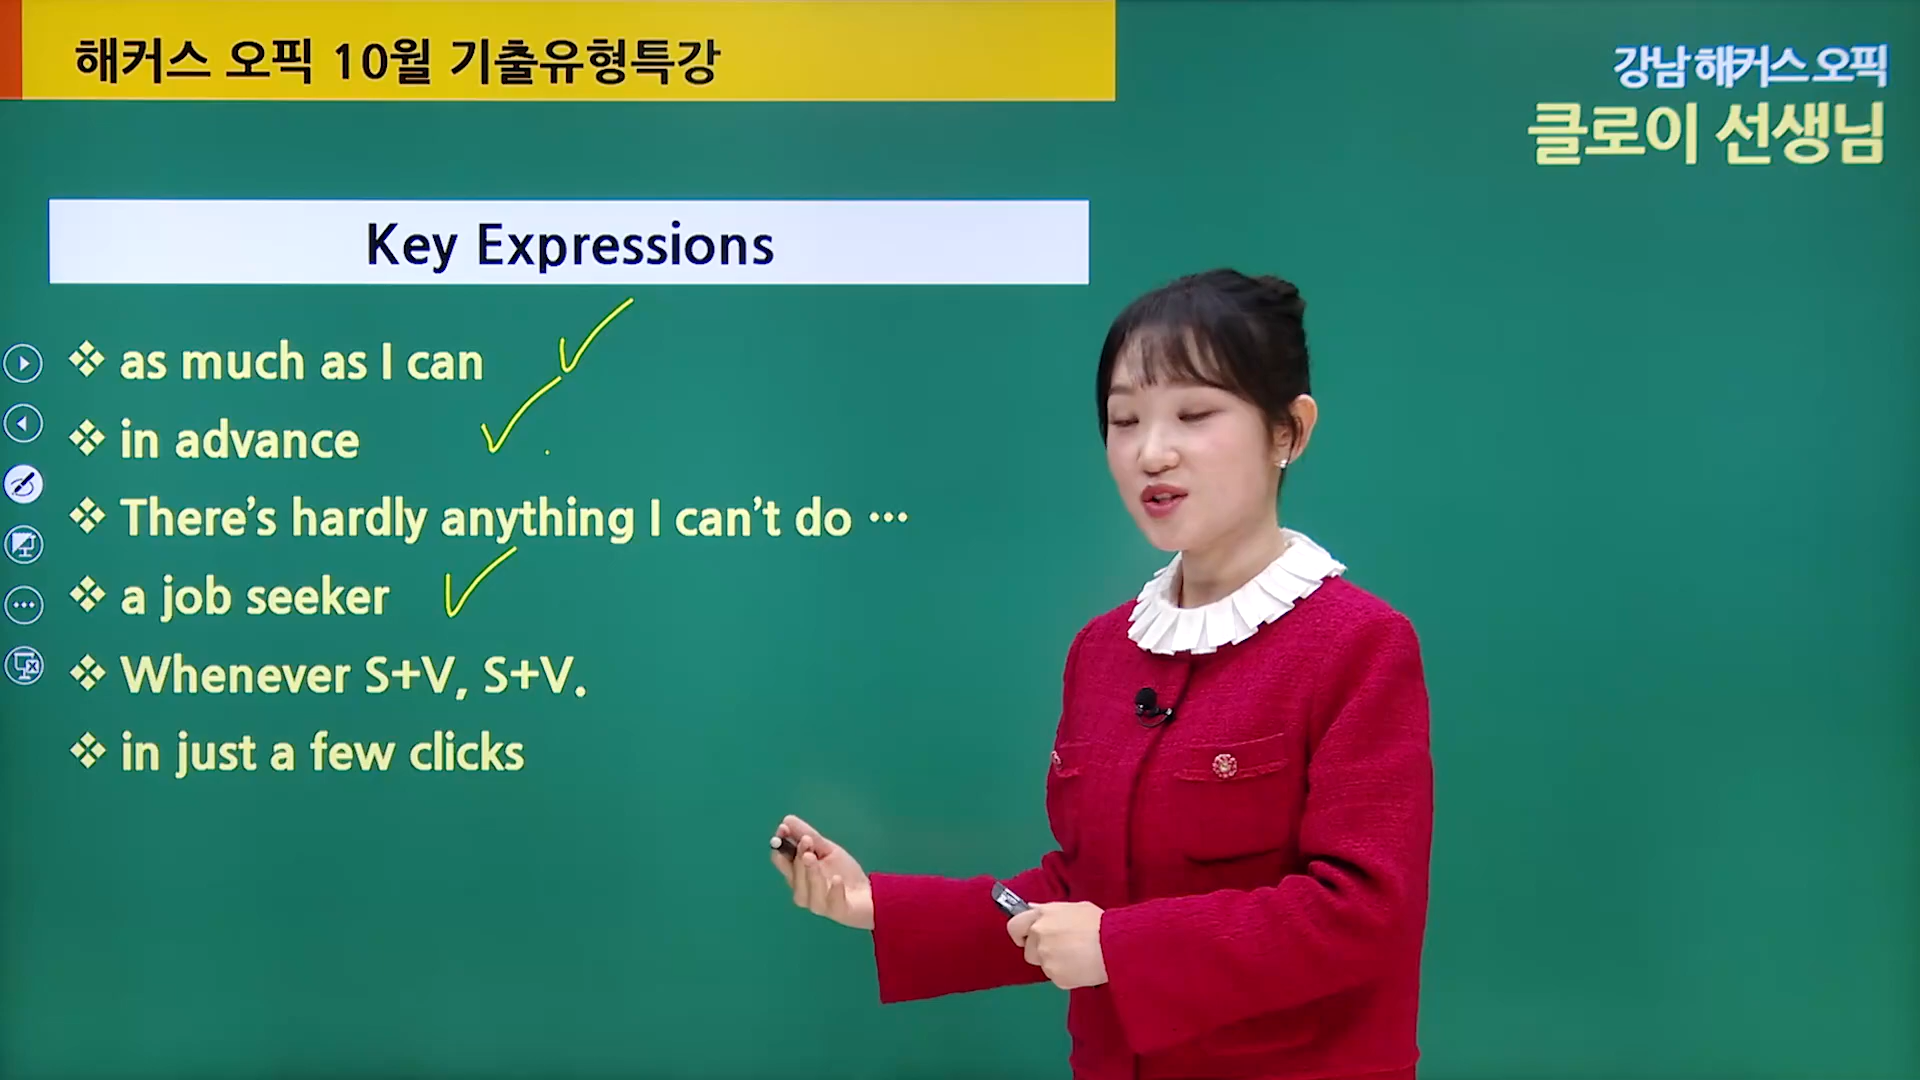 해커스 오픽 10월 기출유형특강
강남 해커스 오픽
클로이 선생님
Key Expressions
❖ as much as I can
❖ in advance
❖ There's hardly anything I can't do ⋯
❖ a job seeker
❖ Whenever S+V, S+V.
❖ in just a few clicks